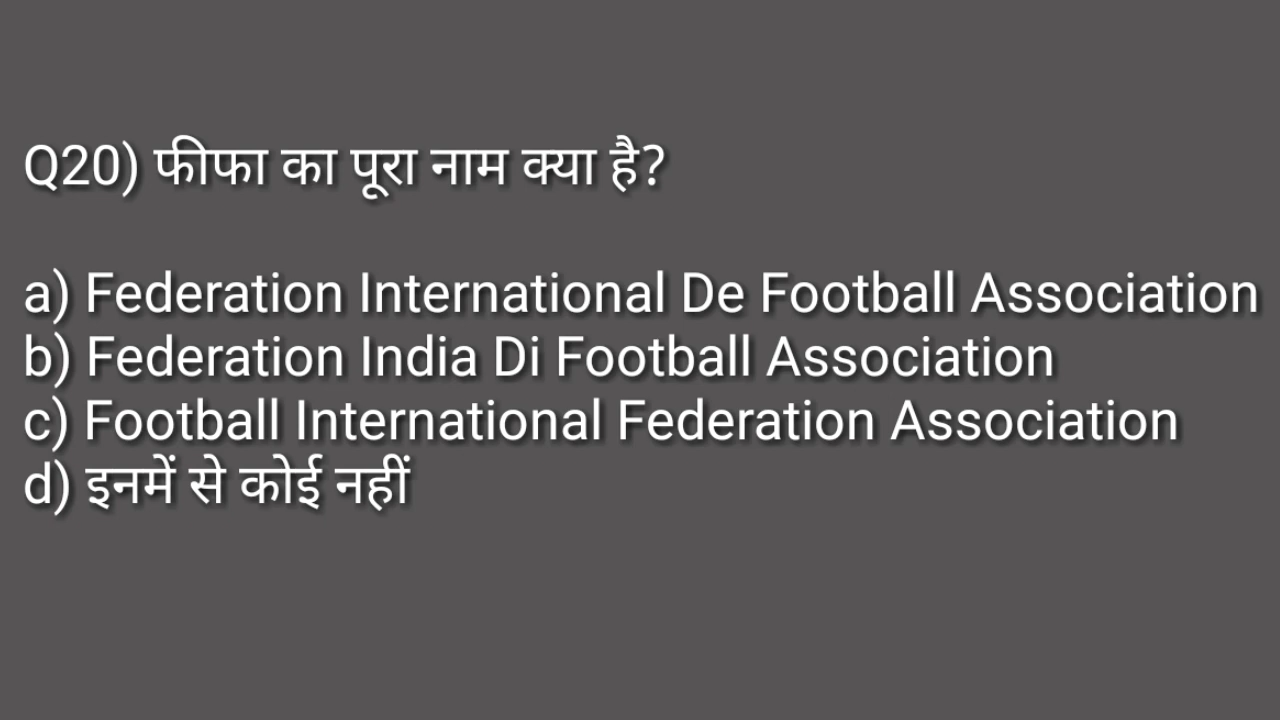 Q20) फीफा का पूरा नाम क्या है?
a) Federation International De Football Association
b) Federation India Di Football Association
c) Football International Federation Association
d) इनमें से कोई नहीं